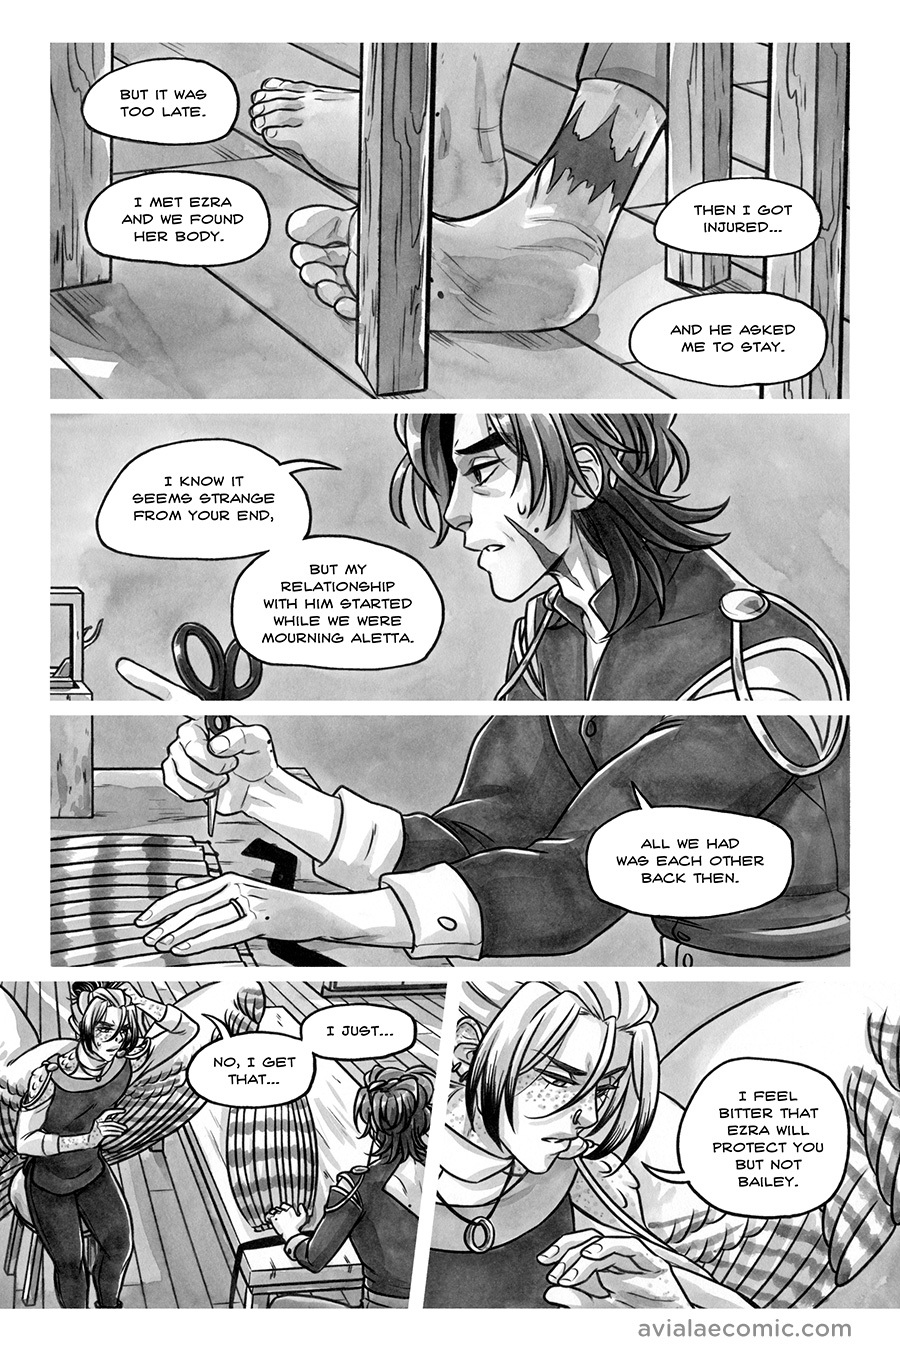 BUT IT WAS
TOO LATE.
I MET EZRA
AND WE FOUND
HER BODY.
THEN I GOT
INJURED...
AND HE ASKED
ME TO STAY.
I KNOW IT
SEEMS STRANGE
FROM YOUR END,
BUT MY
RELATIONSHIP
WITH HIM STARTED
WHILE WE WERE
MOURNING ALETTA.
ALL WE HAD
WAS EACH OTHER
BACK THEN.
I JUST...
NO, I GET
THAT...
I FEEL
BITTER THAT
EZRA WILL
PROTECT YOU
BUT NOT
BAILEY.
avialaecomic.com